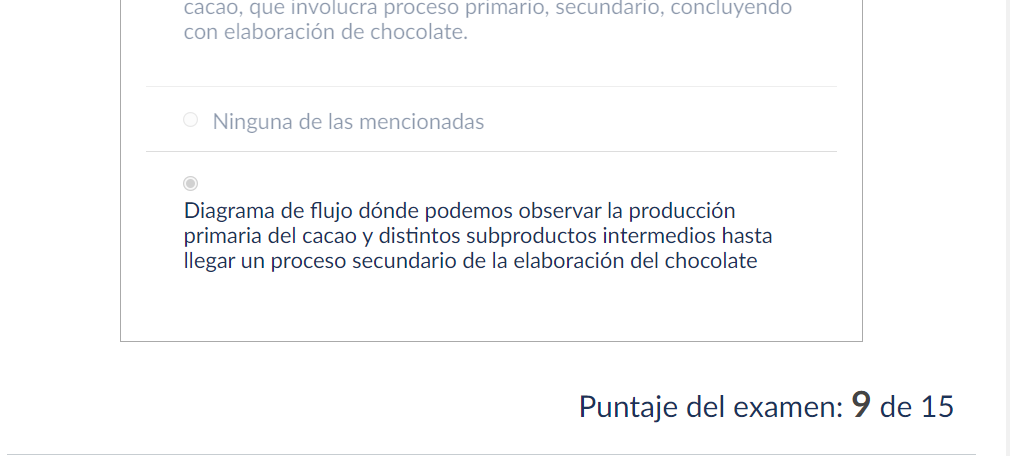 cacao, que involucra proceso primario, secundario, concluyendo
con elaboración de chocolate.
Ninguna de las mencionadas
Diagrama de flujo dónde podemos observar la producción
primaria del cacao y distintos subproductos intermedios hasta
llegar un proceso secundario de la elaboración del chocolate
Puntaje del examen: 9 de 15